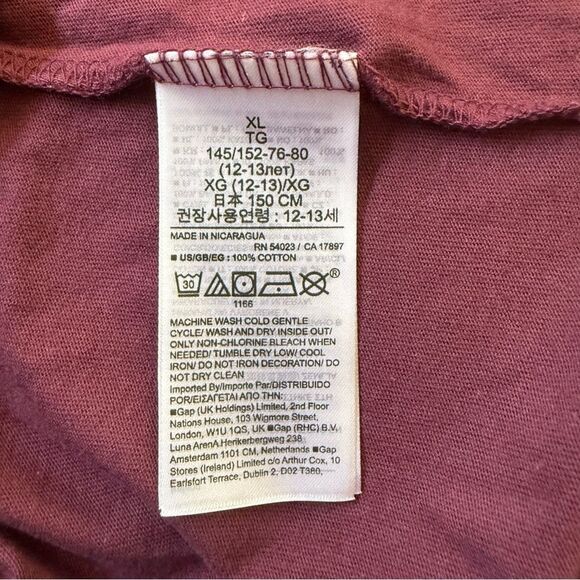 XL
TG
145/152-76-80
(12-13лет)
XG (12-13)/XG
日本 150 CM
권장사용연령 : 12-13세
MADE IN NICARAGUA
RN 54023 / CA 17897
■ US/GB/EG : 100% COTTON
30
®
1166
MACHINE WASH COLD GENTLE
CYCLE/ WASH AND DRY INSIDE OUT/
ONLY NON-CHLORINE BLEACH WHEN
NEEDED/ TUMBLE DRY LOW/ COOL
IRON/ DO NOT IRON DECORATION/ DO
NOT DRY CLEAN
Imported By/Importe Par/DISTRIBUIDO
POR/ΕΙΣΑΓΕΤΑΙ ΑΠΟ ΤΗΝ:
■Gap (UK Holdings) Limited, 2nd Floor
Nations House, 103 Wigmore Street,
London, W1U 1QS, UK ■Gap (RHC) B.V.
Luna ArenA Herikerbergweg 238
Amsterdam 1101 CM, Netherlands ■Gap
Stores (Ireland) Limited c/o Arthur Cox, 10
Earlsfort Terrace, Dublin 2, D02 T380,